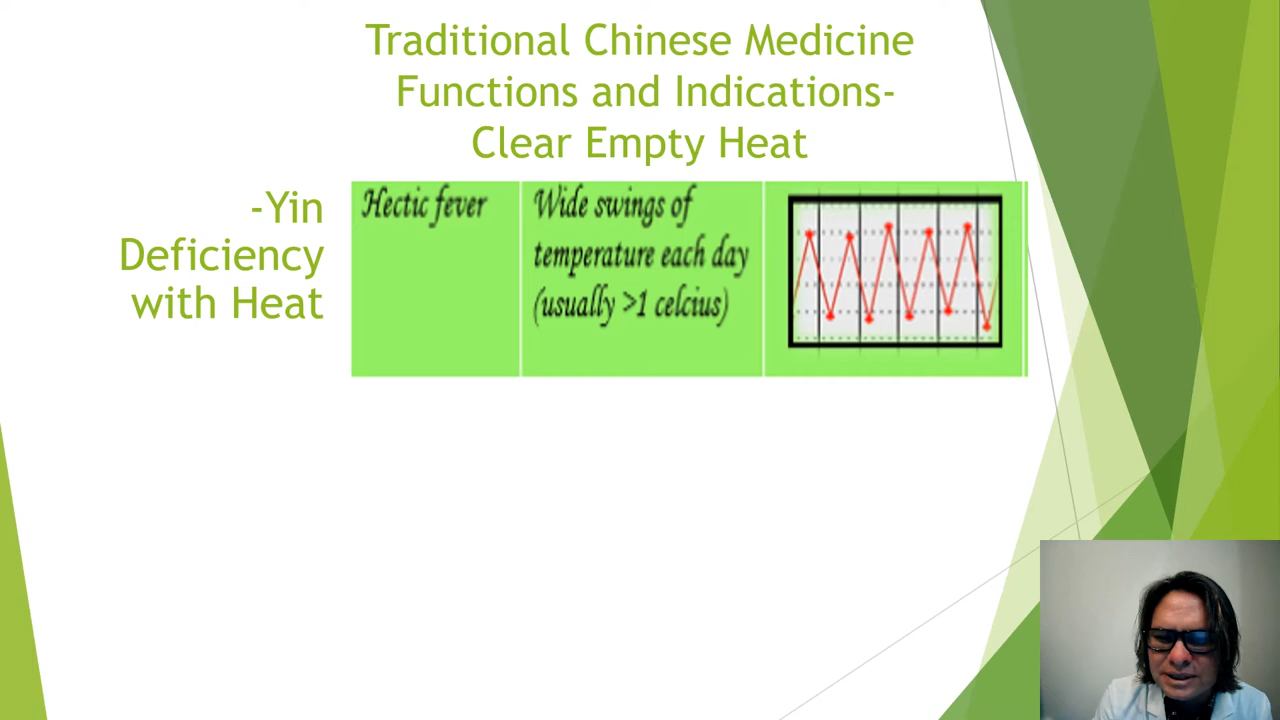 Traditional Chinese Medicine
Functions and Indications-
Clear Empty Heat
-Yin
Deficiency
with Heat
Hectic fever
Wide swings of
temperature each day
(usually >1 celcius)